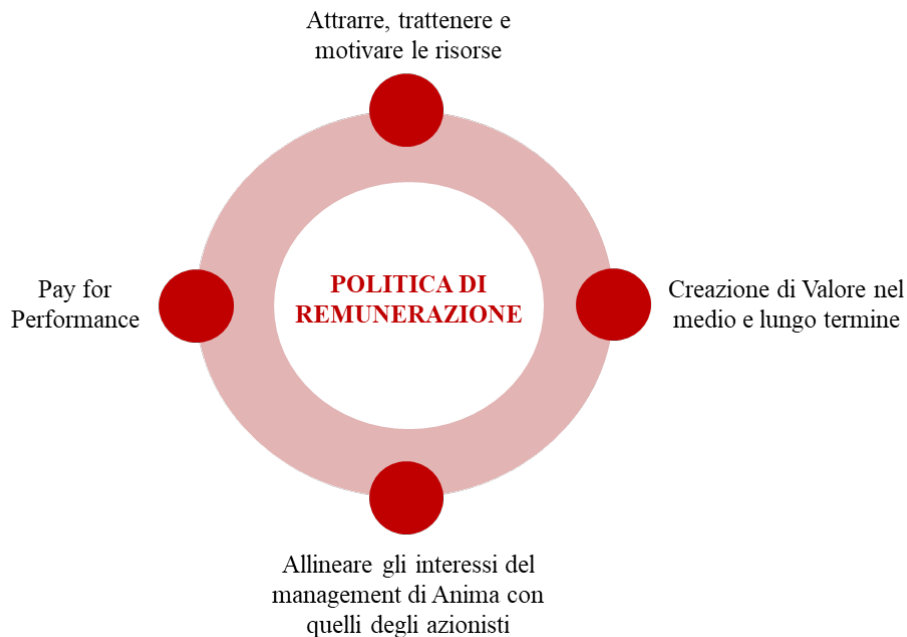 Attrarre, trattenere e
motivare le risorse
Pay for
Performance
POLITICA DI
REMUNERAZIONE
Creazione di Valore nel
medio e lungo termine
Allineare gli interessi del
management di Anima con
quelli degli azionisti